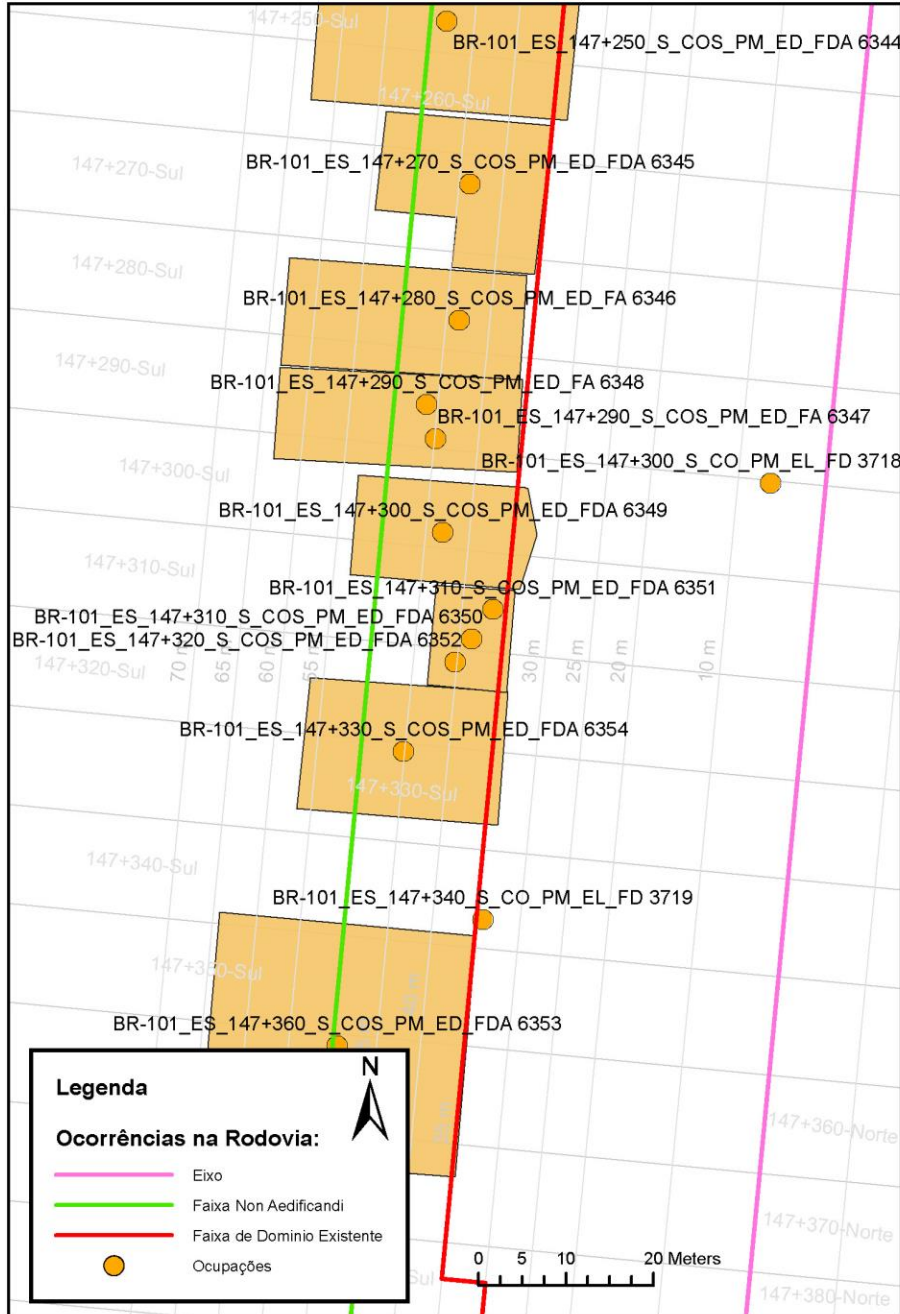 147+250-Sul
BR-101_ES_147+250_S_COS_PM_ED_FDA 6344
147+260-Sul
BR-101_ES_147+270_S_COS_PM_ED_FDA 6345
147+270-Sul
147+280-Sul
BR-101_ES_147+280_S_COS_PM_ED_FA 6346
147+290-Sul
BR-101_ES_147+290_S_COS_PM_ED_FA 6348
BR-101_ES_147+290_S_COS_PM_ED_FA 6347
147+300-Sul
BR-101_ES_147+300_S_CO_PM_EL_FD 3718
BR-101_ES_147+300_S_COS_PM_ED_FDA 6349
147+310-Sul
BR-101_ES_147+310_S_COS_PM_ED_FDA 6351
BR-101_ES_147+310_S_COS_PM_ED_FDA 6350
BR-101_ES_147+320_S_COS_PM_ED_FDA 6352
147+320-Sul
70 m
65 m
60 m
55 m
30 m
25 m
20 m
10 m
BR-101_ES_147+330_S_COS_PM_ED_FDA 6354
147+330-Sul
147+340-Sul
BR-101_ES_147+340_S_CO_PM_EL_FD 3719
147+350-Sul
BR-101_ES_147+360_S_COS_PM_ED_FDA 6353
Legenda
N
Ocorrências na Rodovia:
Eixo
Faixa Non Aedificandi
Faixa de Dominio Existente
Ocupações
0 5 10 20 Meters
147+360-Norte
147+370-Norte
147+380-Norte